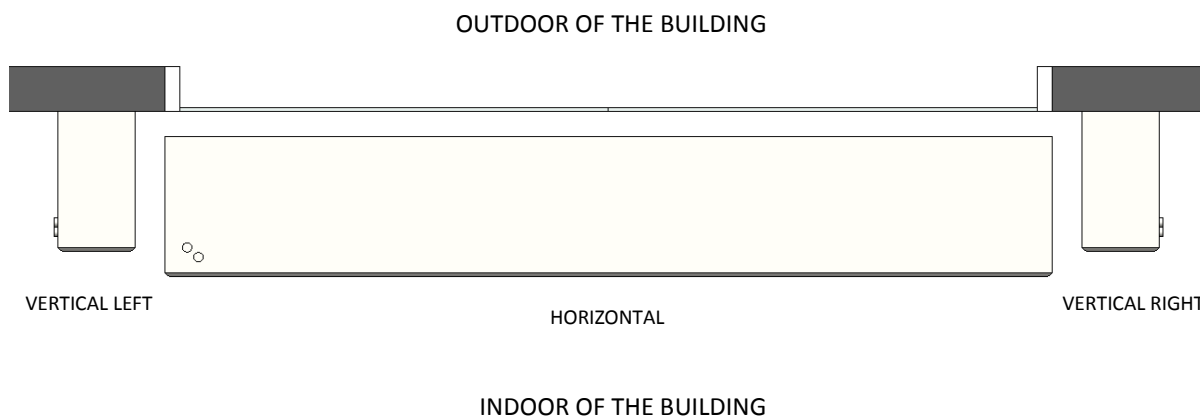 OUTDOOR OF THE BUILDING
VERTICAL LEFT
HORIZONTAL
VERTICAL RIGHT
INDOOR OF THE BUILDING